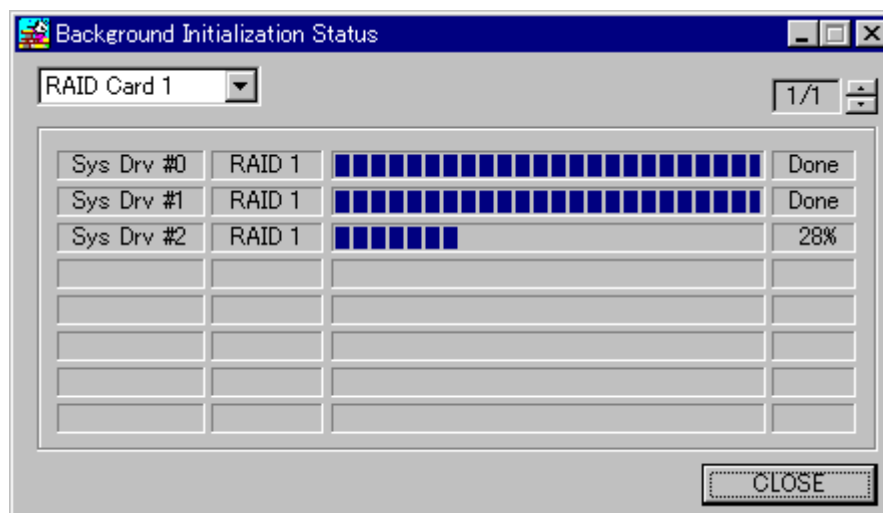 Background Initialization Status
RAID Card 1
1/1
Sys Drv #0 RAID 1 Done
Sys Drv #1 RAID 1 Done
Sys Drv #2 RAID 1 28%
CLOSE